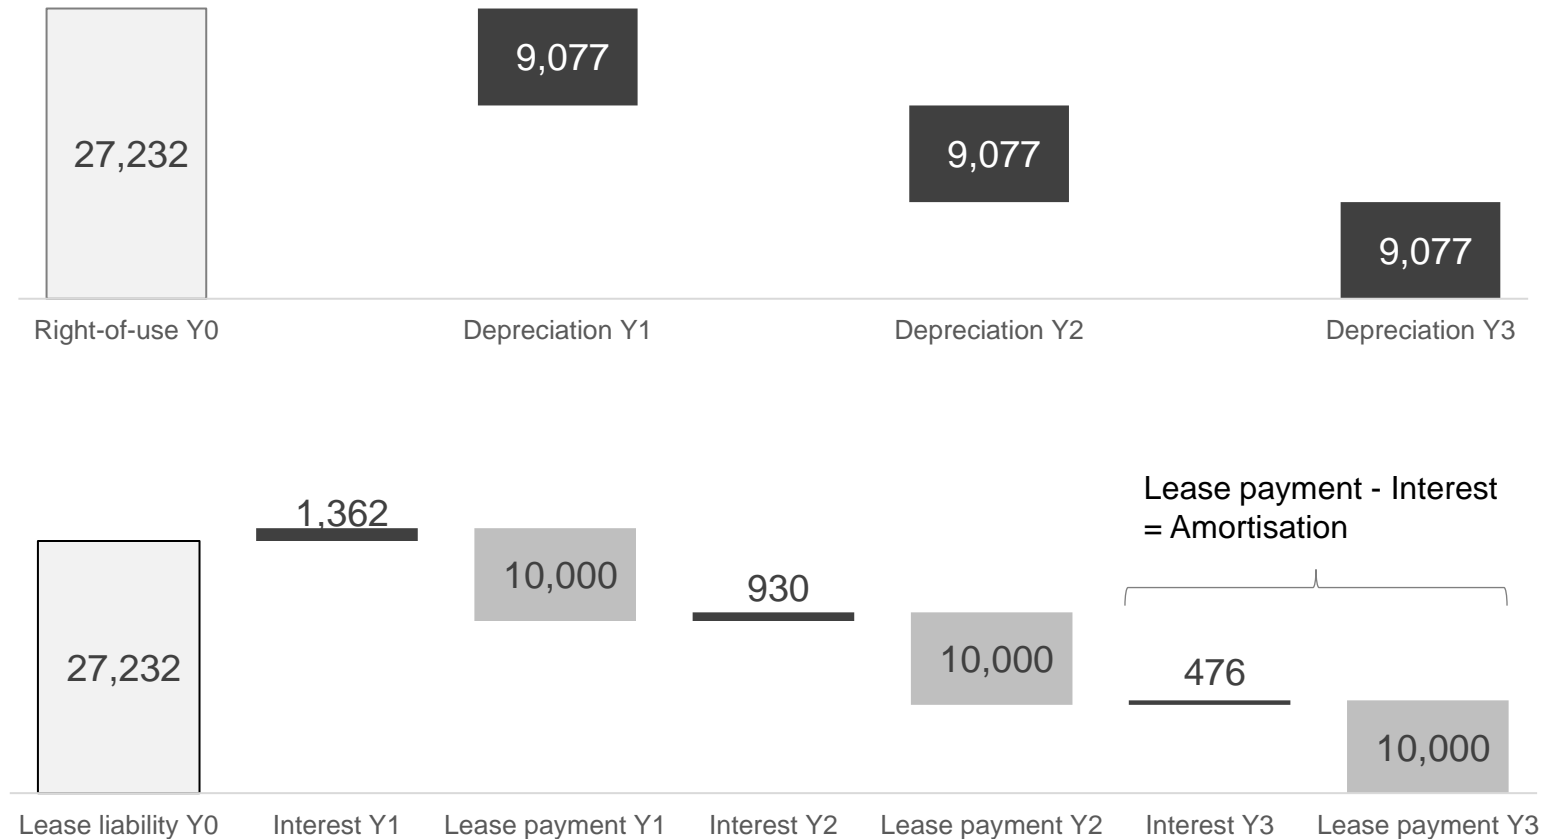 27,232
9,077
9,077
9,077
Right-of-use Y0
Depreciation Y1
Depreciation Y2
Depreciation Y3
Lease payment - Interest
= Amortisation
1,362
10,000
930
10,000
476
10,000
27,232
Lease liability Y0
Interest Y1
Lease payment Y1
Interest Y2
Lease payment Y2
Interest Y3
Lease payment Y3